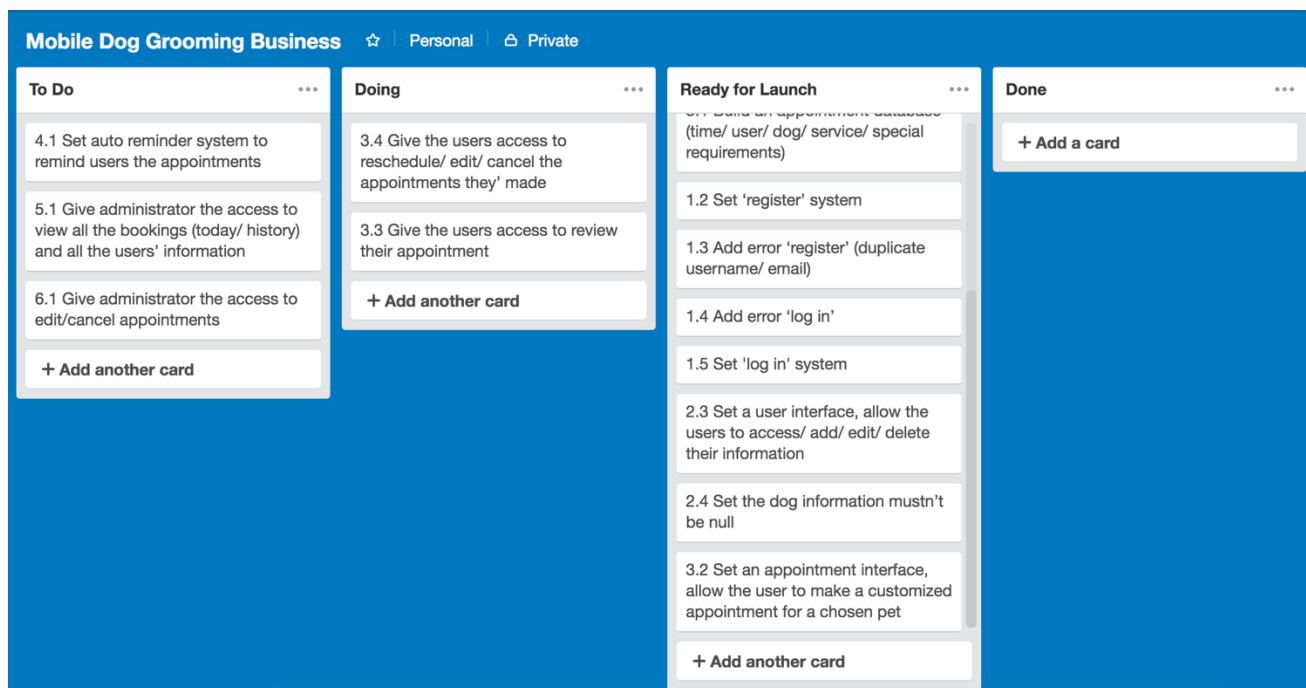 Mobile Dog Grooming Business Personal Private
To Do
4.1 Set auto reminder system to
remind users the appointments
5.1 Give administrator the access to
view all the bookings (today/ history)
and all the users’ information
6.1 Give administrator the access to
edit/cancel appointments
+ Add another card
Doing
3.4 Give the users access to
reschedule/ edit/ cancel the
appointments they’ made
3.3 Give the users access to review
their appointment
+ Add another card
Ready for Launch
3.1 Build an appointment database
(time/ user/ dog/ service/ special
requirements)
1.2 Set ‘register’ system
1.3 Add error ‘register’ (duplicate
username/ email)
1.4 Add error ‘log in’
1.5 Set 'log in' system
2.3 Set a user interface, allow the
users to access/ add/ edit/ delete
their information
2.4 Set the dog information mustn’t
be null
3.2 Set an appointment interface,
allow the user to make a customized
appointment for a chosen pet
+ Add another card
Done
+ Add a card